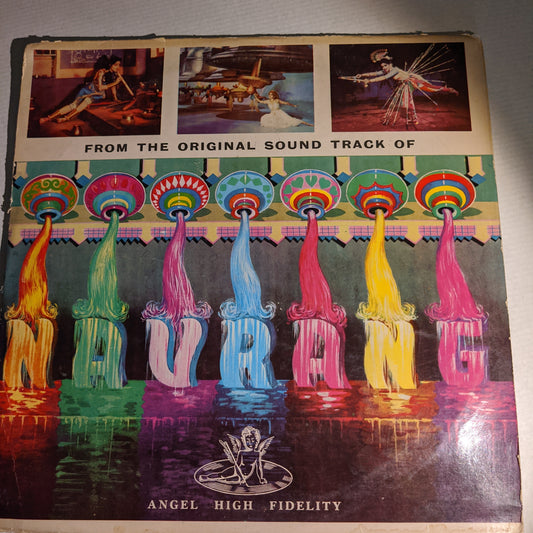 FROM THE ORIGINAL SOUND TRACK OF
NAVRANG
ANGEL HIGH FIDELITY